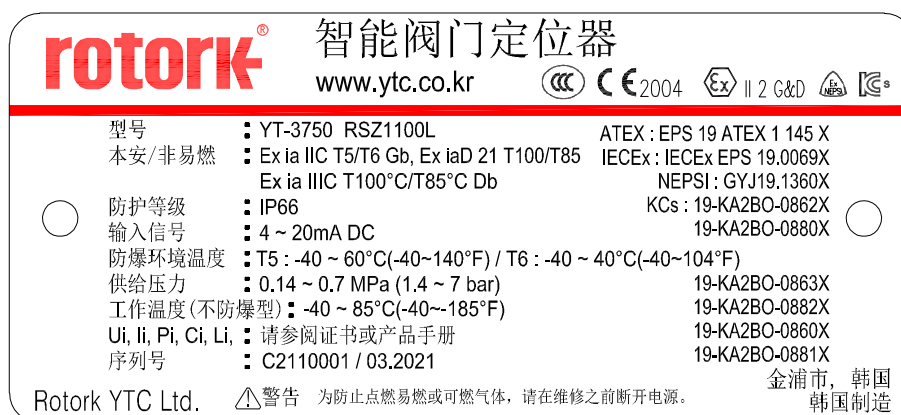 rotork®
智能阀门定位器
www.ytc.co.kr CCC CE2004 Ex II 2 G&D Ex NEPSI KCs
型号 : YT-3750 RSZ1100L ATEX : EPS 19 ATEX 1 145 X
本安/非易燃 : Ex ia IIC T5/T6 Gb, Ex iaD 21 T100/T85 IECEx : IECEx EPS 19.0069X
Ex ia IIIC T100°C/T85°C Db NEPSI : GYJ19.1360X
防护等级 : IP66 KCs : 19-KA2BO-0862X
输入信号 : 4 ~ 20mA DC 19-KA2BO-0880X
防爆环境温度 : T5 : -40 ~ 60°C(-40~140°F) / T6 : -40 ~ 40°C(-40~104°F)
供给压力 : 0.14 ~ 0.7 MPa (1.4 ~ 7 bar) 19-KA2BO-0863X
工作温度(不防爆型) : -40 ~ 85°C(-40~-185°F) 19-KA2BO-0882X
Ui, Ii, Pi, Ci, Li, : 请参阅证书或产品手册 19-KA2BO-0860X
序列号 : C2110001 / 03.2021 19-KA2BO-0881X
金浦市, 韩国
Rotork YTC Ltd. 警告 为防止点燃易燃或可燃气体，请在维修之前断开电源。 韩国制造